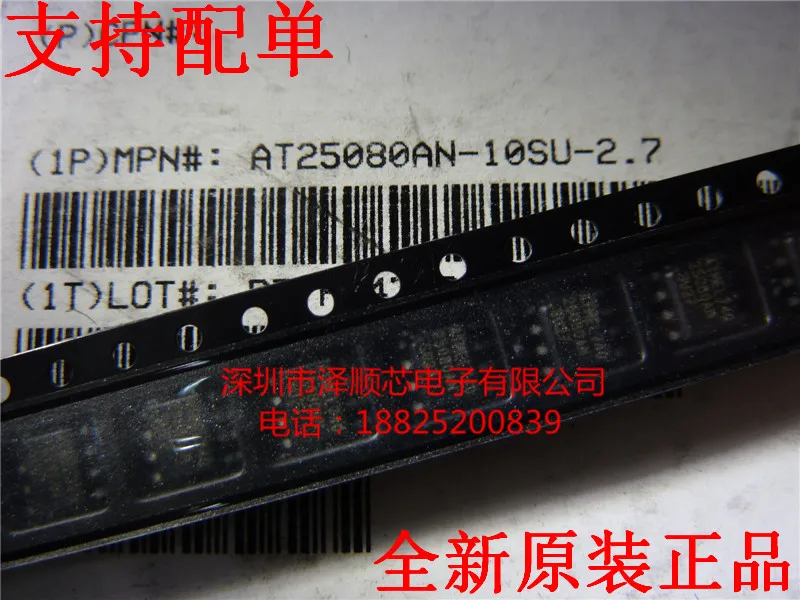 支持配单
(P)CPN#:
(1P)MPN#: AT25080AN-10SU-2.7
(1T)LOT#:
深圳市泽顺芯电子有限公司
电话：18825200839
全新原装正品